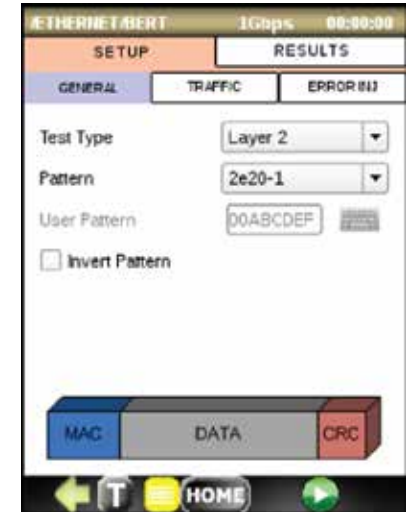 ÆTHERNET/BERT 1Gbps 00:00:00
SETUP RESULTS
GENERAL TRAFFIC ERROR INJ
Test Type Layer 2
Pattern 2e20-1
User Pattern 00ABCDEF
Invert Pattern
MAC DATA CRC
T HOME